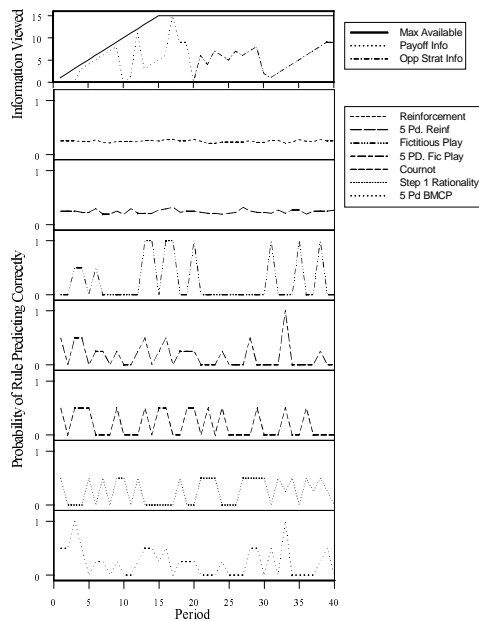 Information Viewed
15
10
5
0
Max Available
Payoff Info
Opp Strat Info
Probability of Rule Predicting Correctly
1
0
1
0
1
0
1
0
1
0
1
0
1
0
Reinforcement
5 Pd. Reinf
Fictitious Play
5 PD. Fic Play
Cournot
Step 1 Rationality
5 Pd BMCP
0 5 10 15 20 25 30 35 40
Period